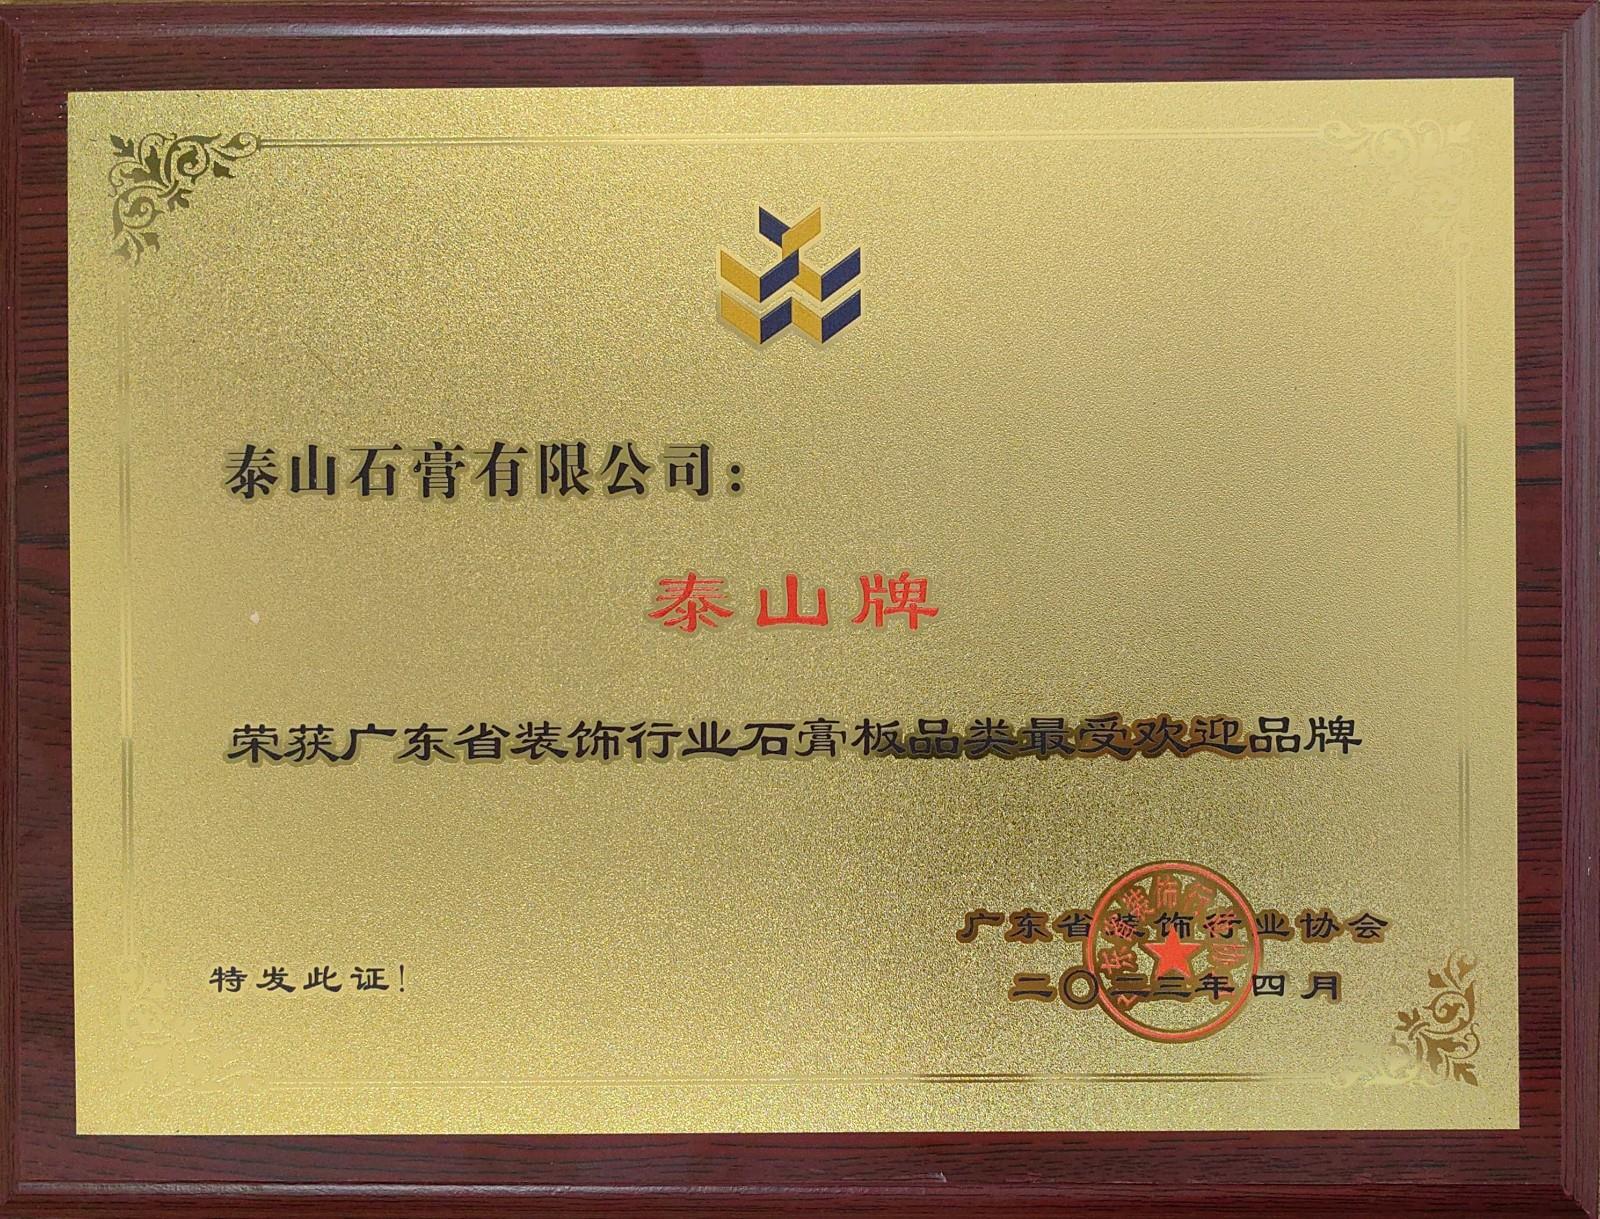 泰山石膏有限公司：
泰山牌
荣获广东省装饰行业石膏板品类最受欢迎品牌
特发此证！
广东省装饰行业协会
二〇二三年四月